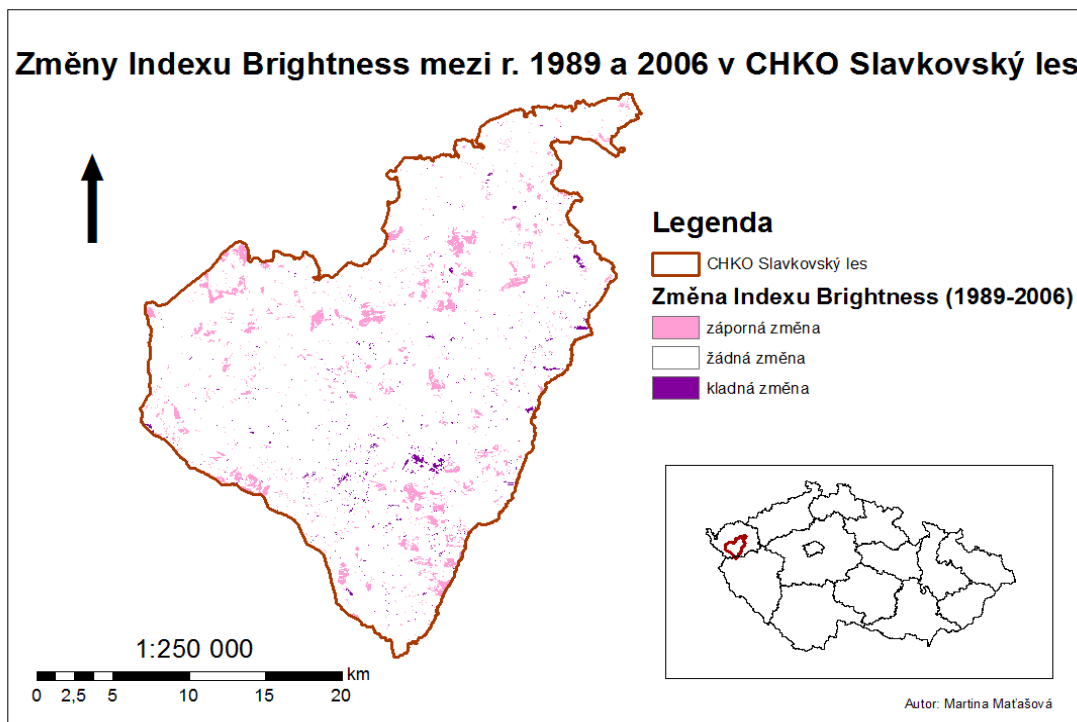 Změny Indexu Brightness mezi r. 1989 a 2006 v CHKO Slavkovský les
Legenda
CHKO Slavkovský les
Změna Indexu Brightness (1989-2006)
záporná změna
žádná změna
kladná změna
1:250 000
km
0 2,5 5 10 15 20
Autor: Martina Maťašová